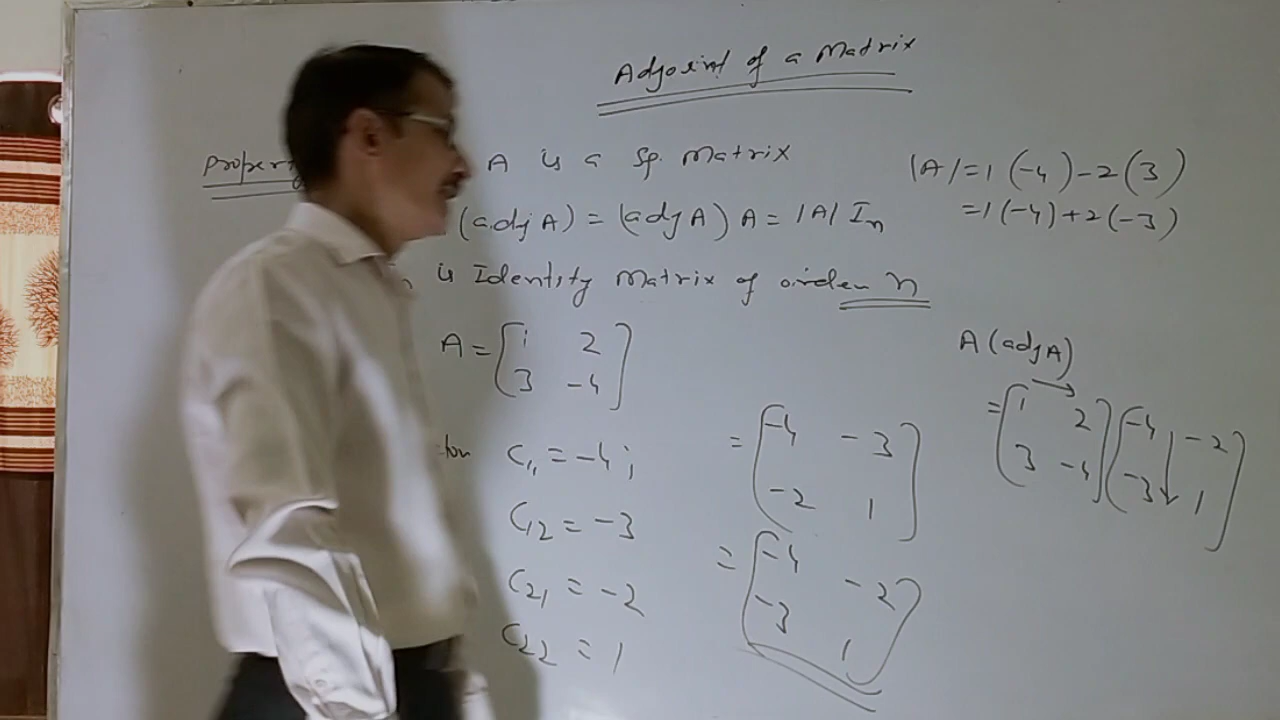 Adjoint of a Matrix
Propert A is a Sp. Matrix
(adj A) = (adj A) A = |A| In
is Identity Matrix of order n
A = [1 2
3 -4]
C11 = -4;
C12 = -3
C21 = -2
C22 = 1
= [-4 -3
-2 1]
= [-4 -2
-3 1]
|A| = 1 (-4) - 2 (3)
= 1 (-4) + 2 (-3)
A (adj A)
= [1 2] [-4 -2]
[3 -4] [-3 1]